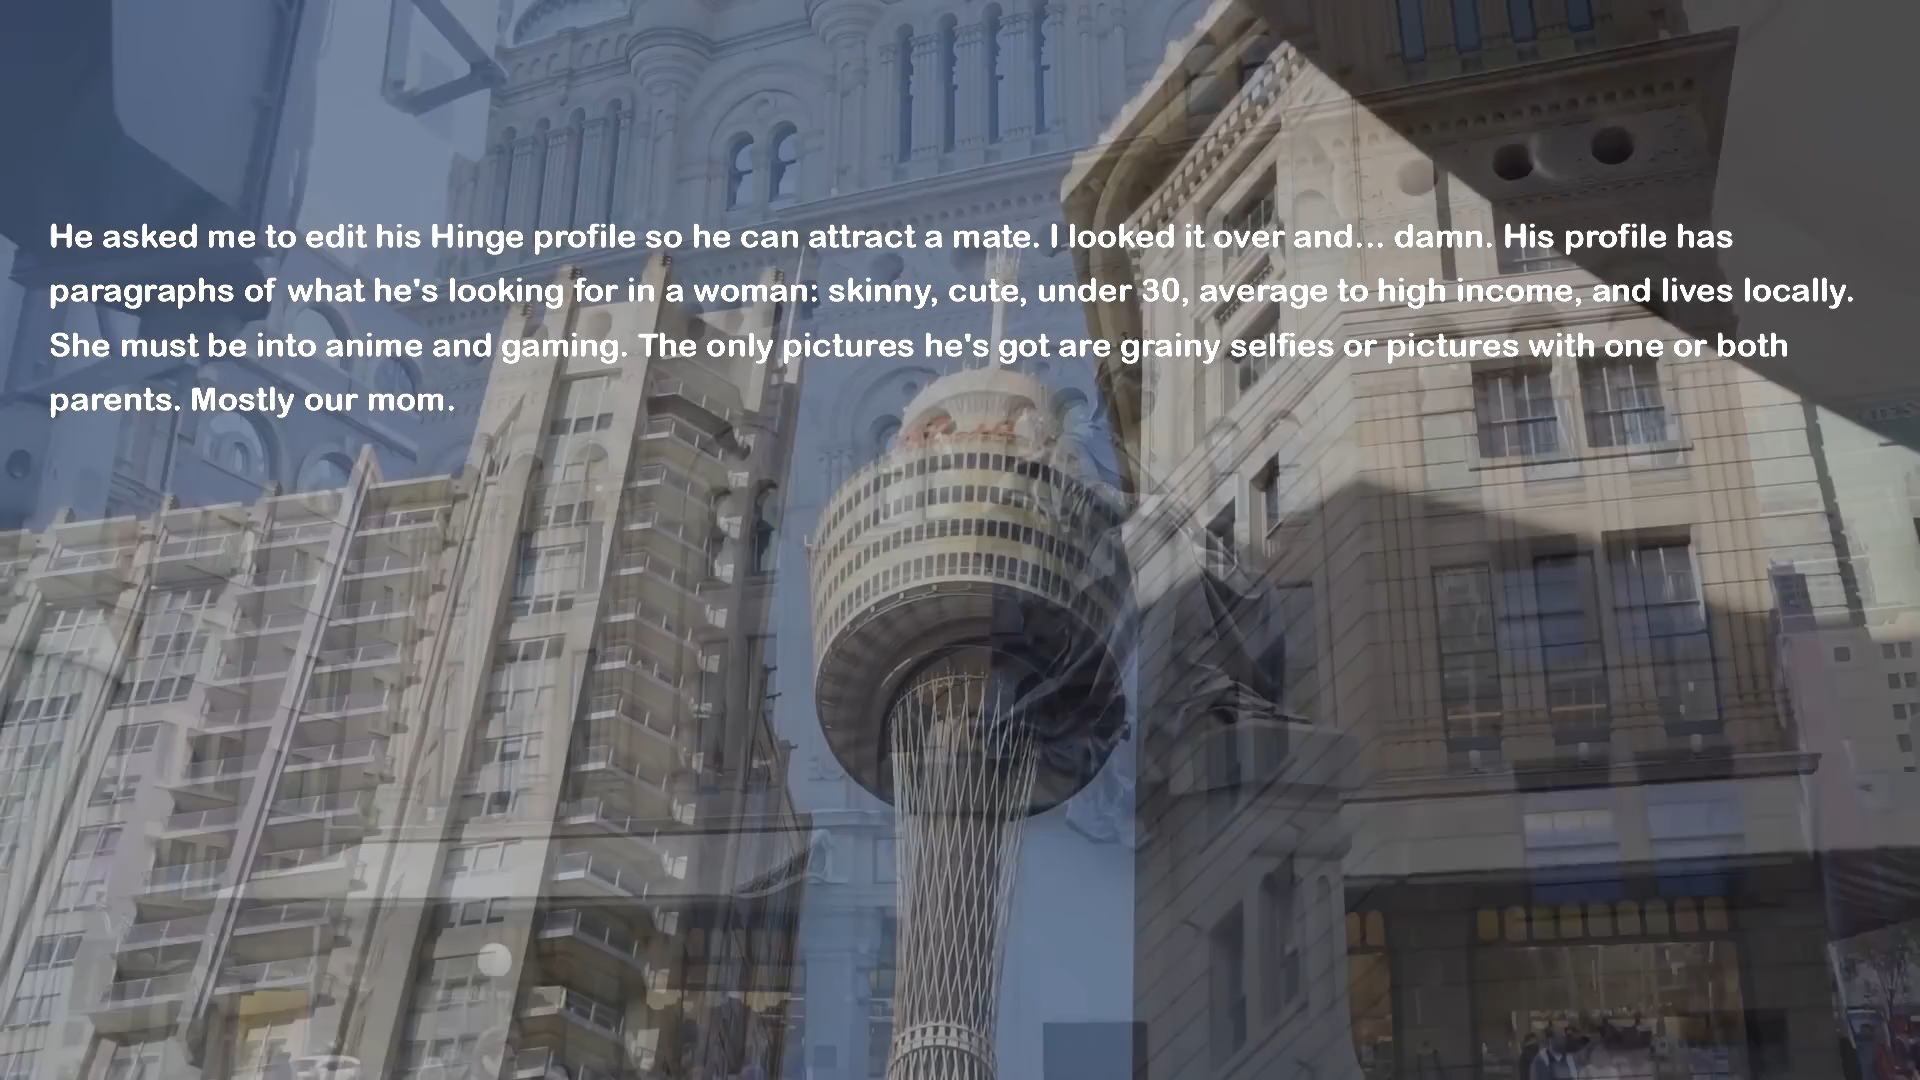 He asked me to edit his Hinge profile so he can attract a mate. I looked it over and... damn. His profile has
paragraphs of what he's looking for in a woman: skinny, cute, under 30, average to high income, and lives locally.
She must be into anime and gaming. The only pictures he's got are grainy selfies or pictures with one or both
parents. Mostly our mom.